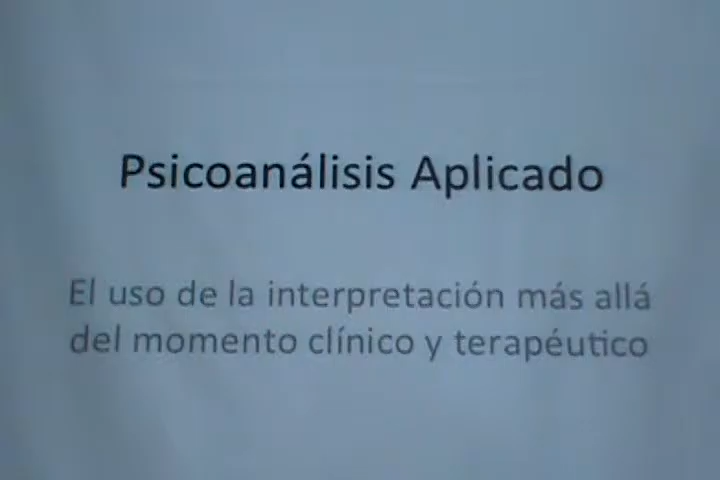 Psicoanálisis Aplicado
El uso de la interpretación más allá
del momento clínico y terapéutico